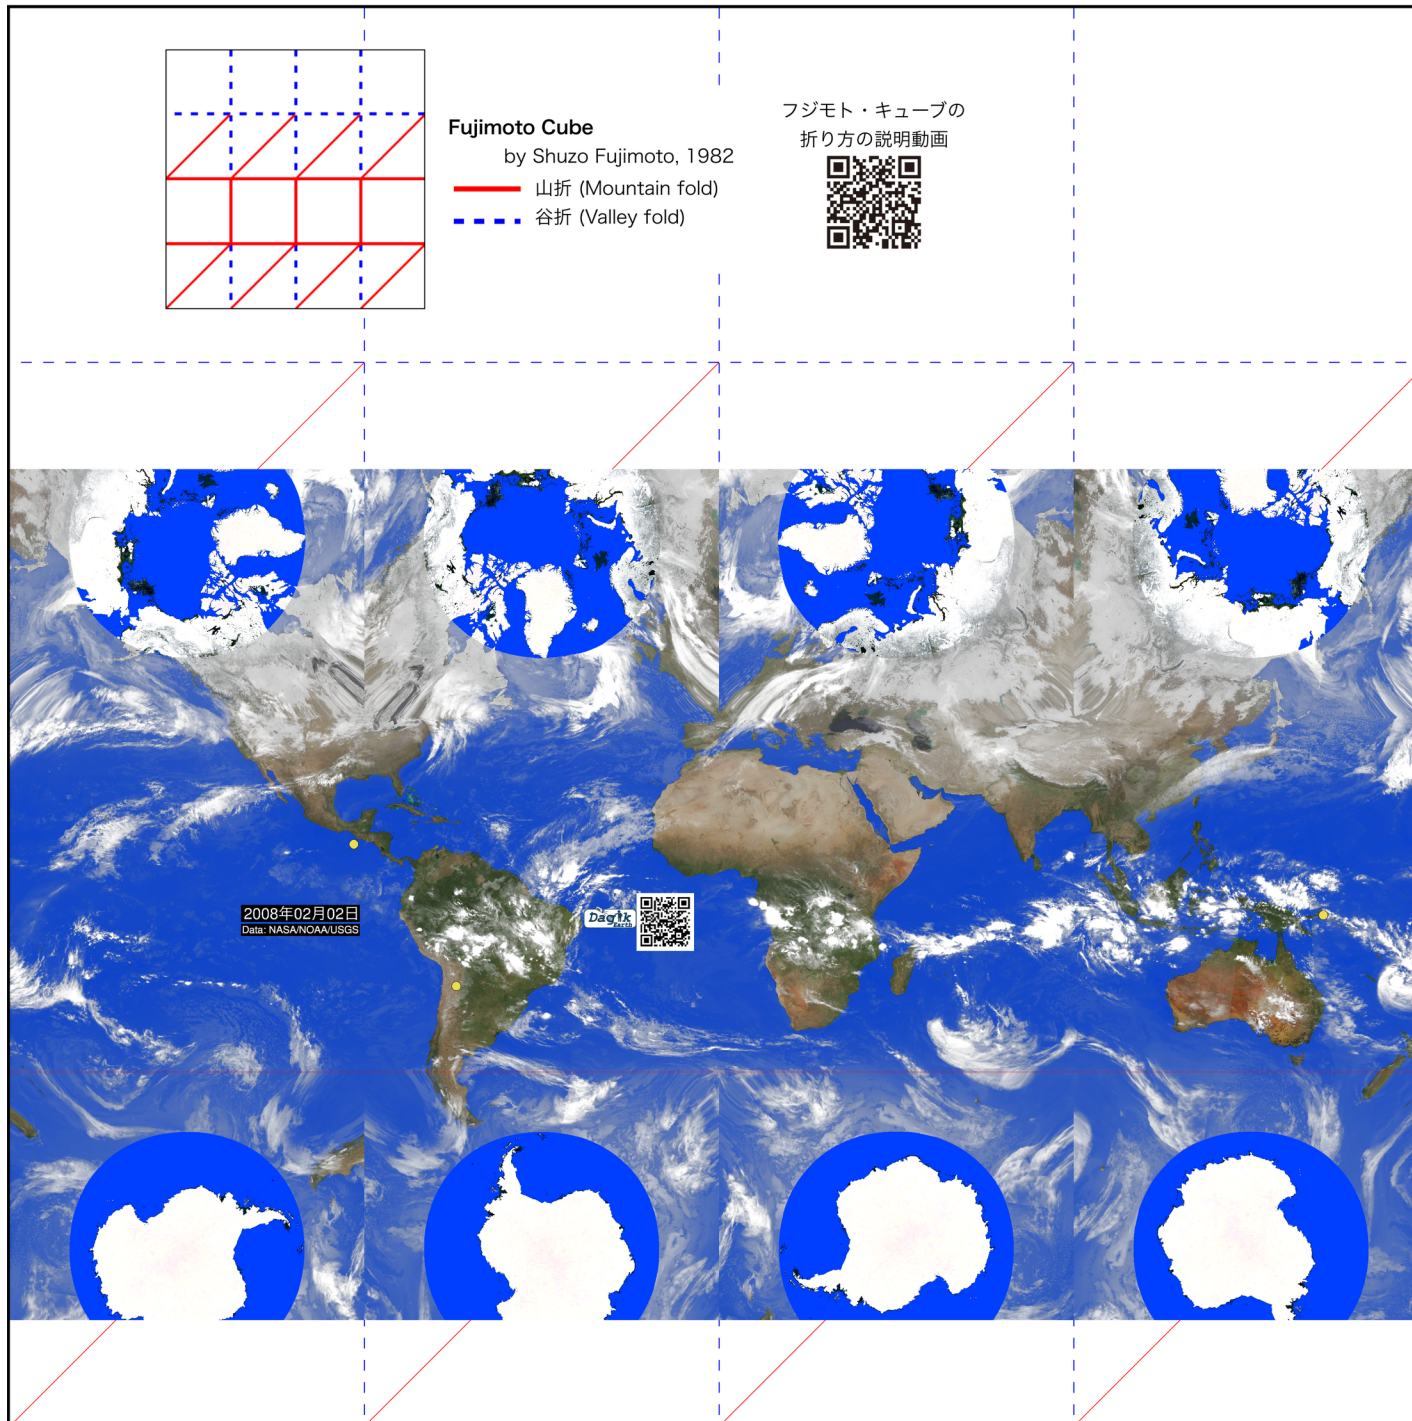 Fujimoto Cube
by Shuzo Fujimoto, 1982
山折 (Mountain fold)
谷折 (Valley fold)
フジモト・キューブの
折り方の説明動画
2008年02月02日
Data: NASA/NOAA/USGS
Dagik
Earth